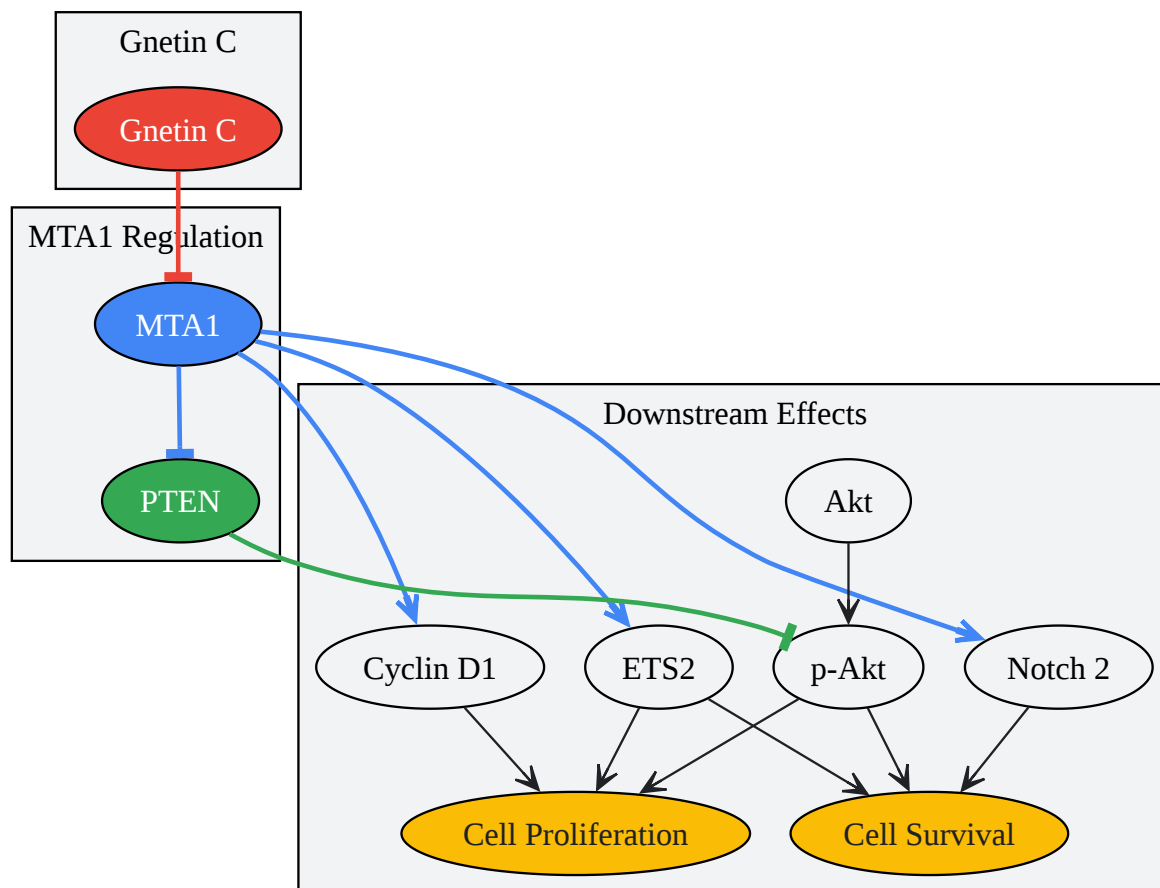 Gnetin C
Gnetin C
MTA1 Regulation
MTA1
Downstream Effects
PTEN
Akt
Cyclin D1
ETS2
p-Akt
Notch 2
Cell Proliferation
Cell Survival